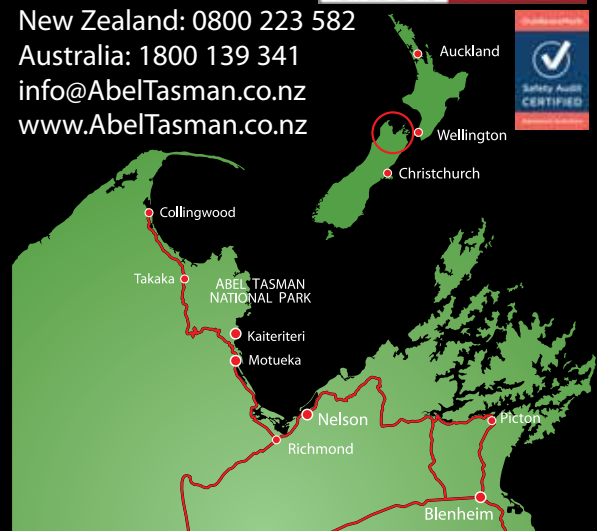 New Zealand: 0800 223 582
Australia: 1800 139 341
info@AbelTasman.co.nz
www.AbelTasman.co.nz
Safety Audit
CERTIFIED
Auckland
Wellington
Christchurch
Collingwood
Takaka
ABEL TASMAN
NATIONAL PARK
Kaiteriteri
Motueka
Nelson
Richmond
Picton
Blenheim